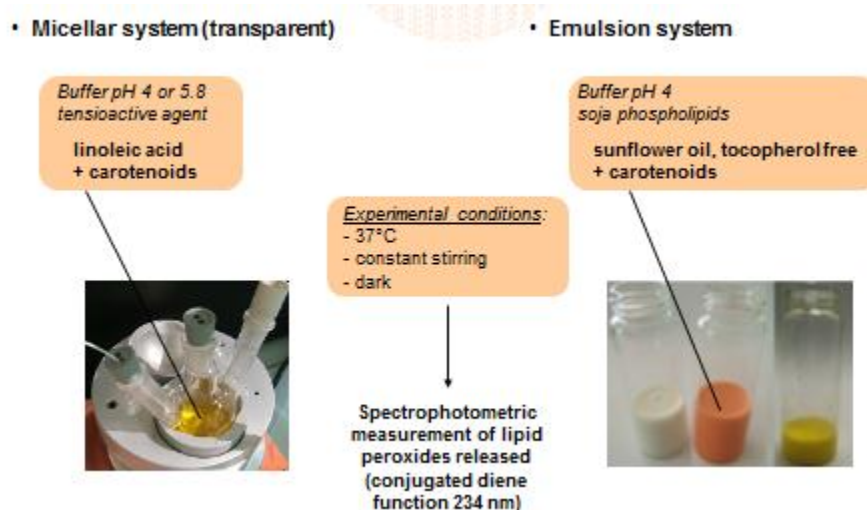 • Micellar system (transparent)
• Emulsion system
Buffer pH 4 or 5.8
tensioactive agent
linoleic acid
+ carotenoids
Buffer pH 4
soja phospholipids
sunflower oil, tocopherol free
+ carotenoids
Experimental conditions:
- 37°C
- constant stirring
- dark
Spectrophotometric
measurement of lipid
peroxides released
(conjugated diene
function 234 nm)